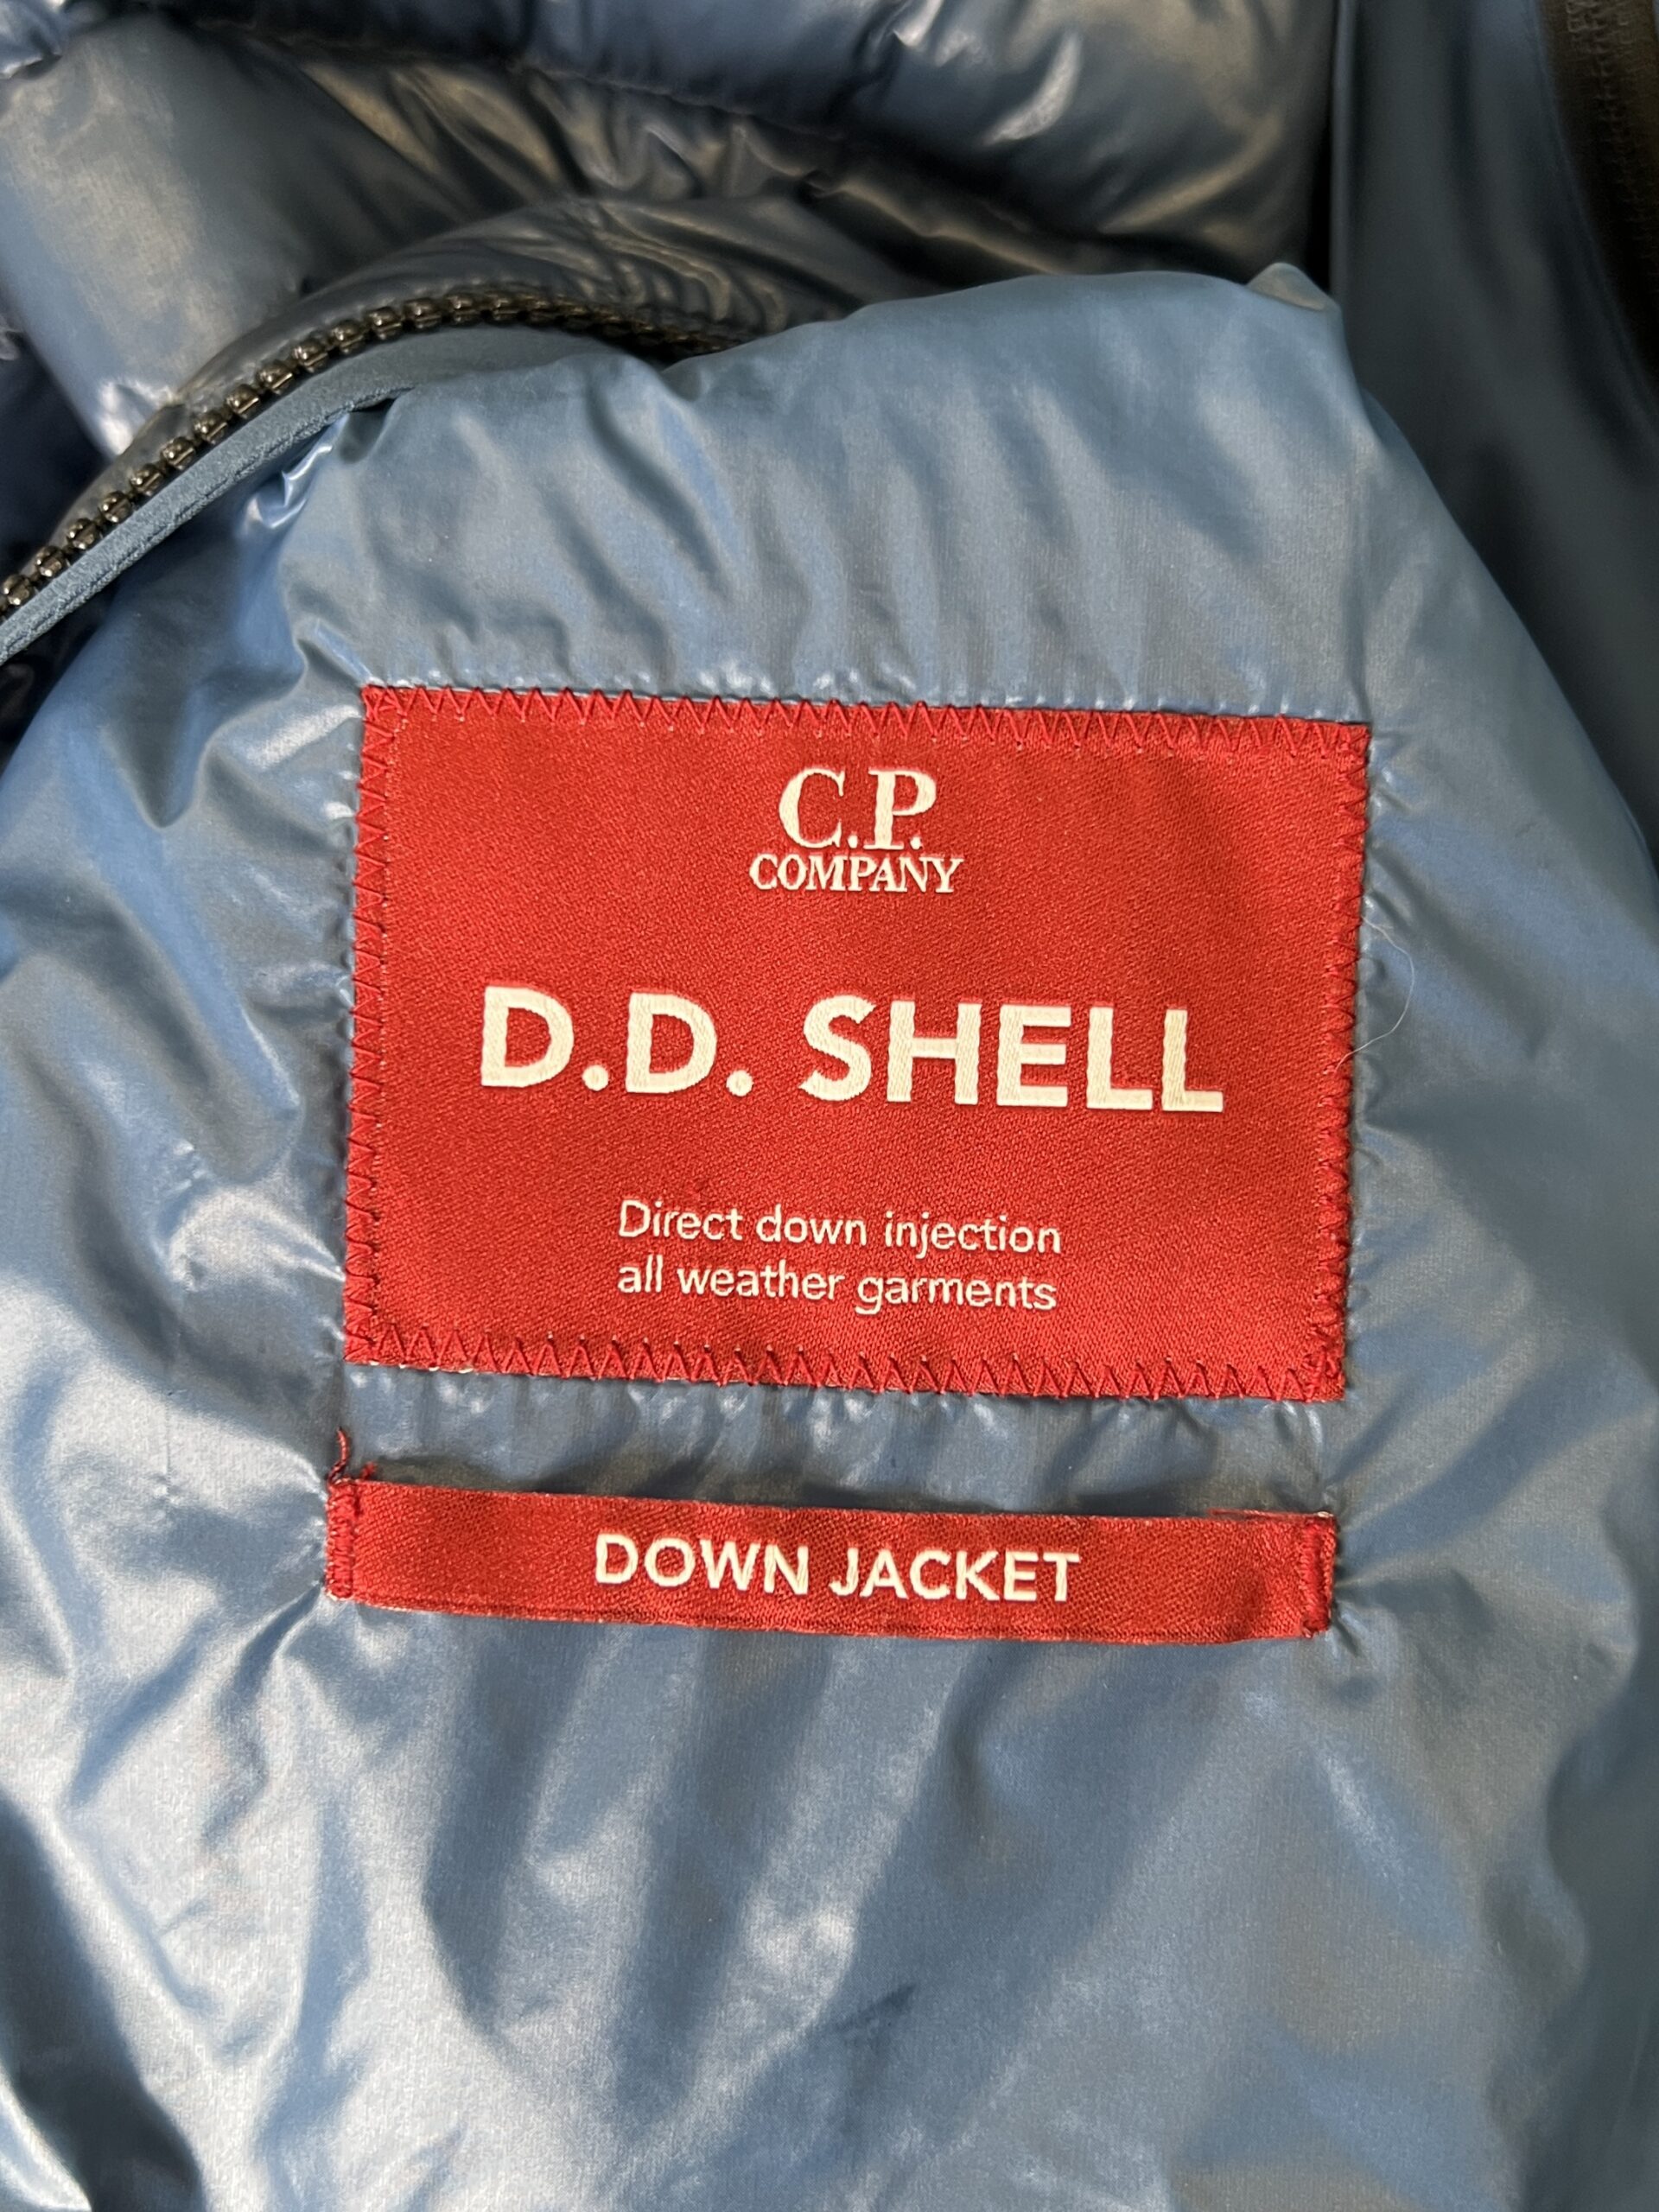 C.P.
COMPANY
D.D. SHELL
Direct down injection
all weather garments
DOWN JACKET